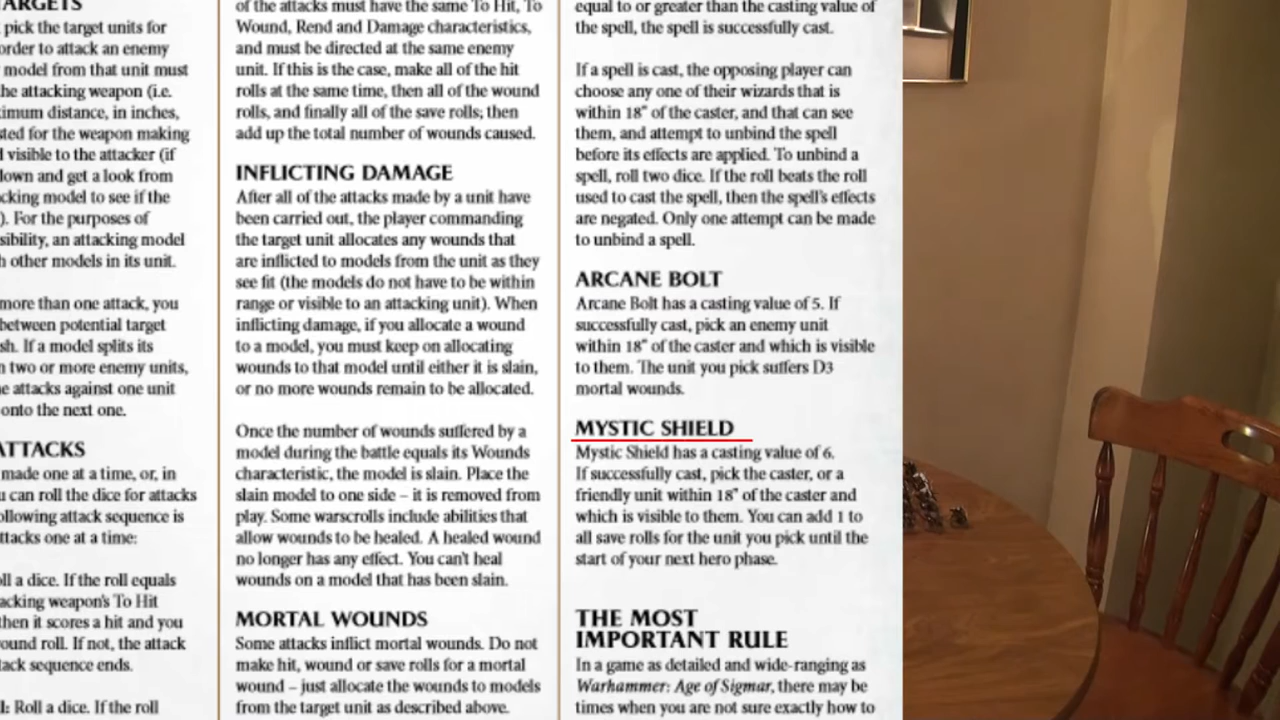 TARGETS
pick the target units for
order to attack an enemy
model from that unit must
the attacking weapon (i.e.
distance, in inches,
for the weapon making
visible to the attacker (if
down and get a look from
model to see if the
). For the purposes of
an attacking model
other models in its unit.
more than one attack, you
between potential target
If a model splits its
two or more enemy units,
attacks against one unit
onto the next one.
ATTACKS
made one at a time, or, in
can roll the dice for attacks
following attack sequence is
attacks one at a time:
a dice. If the roll equals
attacking weapon's To Hit
then it scores a hit and you
wound roll. If not, the attack
attack sequence ends.
Roll a dice. If the roll
of the attacks must have the same To Hit, To
Wound, Rend and Damage characteristics,
and must be directed at the same enemy
unit. If this is the case, make all of the hit
rolls at the same time, then all of the wound
rolls, and finally all of the save rolls; then
add up the total number of wounds caused.
INFLICTING DAMAGE
After all of the attacks made by a unit have
been carried out, the player commanding
the target unit allocates any wounds that
are inflicted to models from the unit as they
see fit (the models do not have to be within
range or visible to an attacking unit). When
inflicting damage, if you allocate a wound
to a model, you must keep on allocating
wounds to that model until either it is slain,
or no more wounds remain to be allocated.
Once the number of wounds suffered by a
model during the battle equals its Wounds
characteristic, the model is slain. Place the
slain model to one side – it is removed from
play. Some warscrolls include abilities that
allow wounds to be healed. A healed wound
no longer has any effect. You can't heal
wounds on a model that has been slain.
MORTAL WOUNDS
Some attacks inflict mortal wounds. Do not
make hit, wound or save rolls for a mortal
wound – just allocate the wounds to models
from the target unit as described above.
equal to or greater than the casting value of
the spell, the spell is successfully cast.
If a spell is cast, the opposing player can
choose any one of their wizards that is
within 18" of the caster, and that can see
them, and attempt to unbind the spell
before its effects are applied. To unbind a
spell, roll two dice. If the roll beats the roll
used to cast the spell, then the spell's effects
are negated. Only one attempt can be made
to unbind a spell.
ARCANE BOLT
Arcane Bolt has a casting value of 5. If
successfully cast, pick an enemy unit
within 18" of the caster and which is visible
to them. The unit you pick suffers D3
mortal wounds.
MYSTIC SHIELD
Mystic Shield has a casting value of 6.
If successfully cast, pick the caster, or a
friendly unit within 18" of the caster and
which is visible to them. You can add 1 to
all save rolls for the unit you pick until the
start of your next hero phase.
THE MOST
IMPORTANT RULE
In a game as detailed and wide-ranging as
Warhammer: Age of Sigmar, there may be
times when you are not sure exactly how to